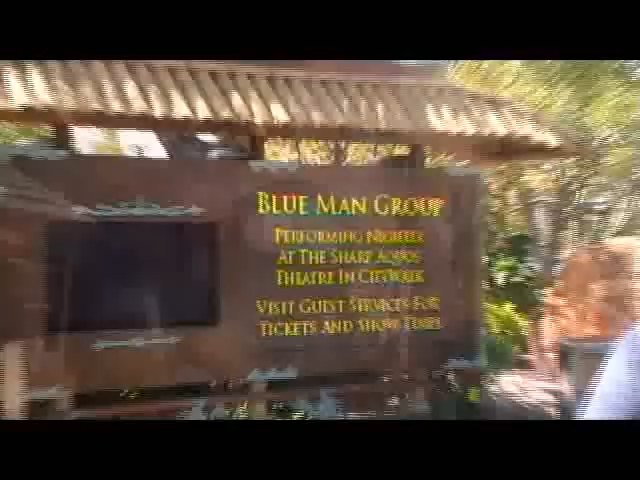 BLUE MAN GROUP
PERFORMING NIGHTLY
AT THE SHARP AQUOS
THEATRE IN CITYWALK
VISIT GUEST SERVICES FOR
TICKETS AND SHOW TIMES